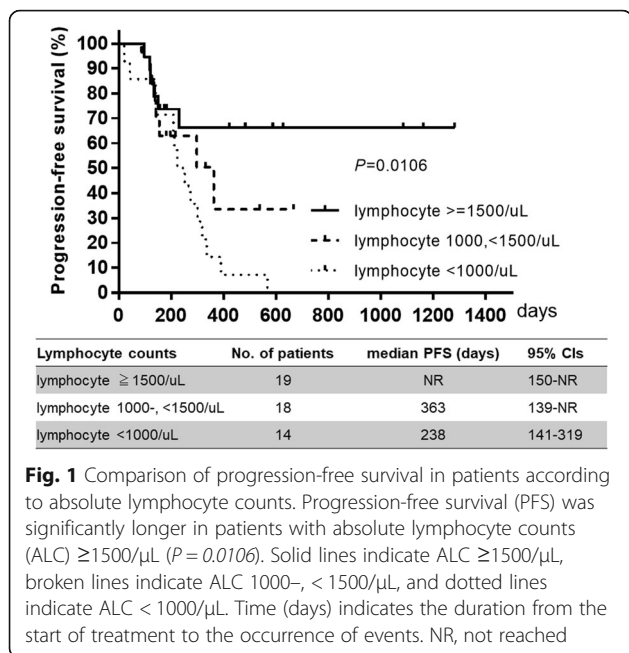 Progression-free survival (%)
100
90
80
70
60
50
40
30
20
10
0
0 200 400 600 800 1000 1200 1400 days
P=0.0106
lymphocyte >=1500/uL
lymphocyte 1000,<1500/uL
lymphocyte <1000/uL
Lymphocyte counts No. of patients median PFS (days) 95% CIs
lymphocyte ≧ 1500/uL 19 NR 150-NR
lymphocyte 1000-, <1500/uL 18 363 139-NR
lymphocyte <1000/uL 14 238 141-319
Fig. 1 Comparison of progression-free survival in patients according
to absolute lymphocyte counts. Progression-free survival (PFS) was
significantly longer in patients with absolute lymphocyte counts
(ALC) ≥1500/μL (P = 0.0106). Solid lines indicate ALC ≥1500/μL,
broken lines indicate ALC 1000–, < 1500/μL, and dotted lines
indicate ALC < 1000/μL. Time (days) indicates the duration from the
start of treatment to the occurrence of events. NR, not reached